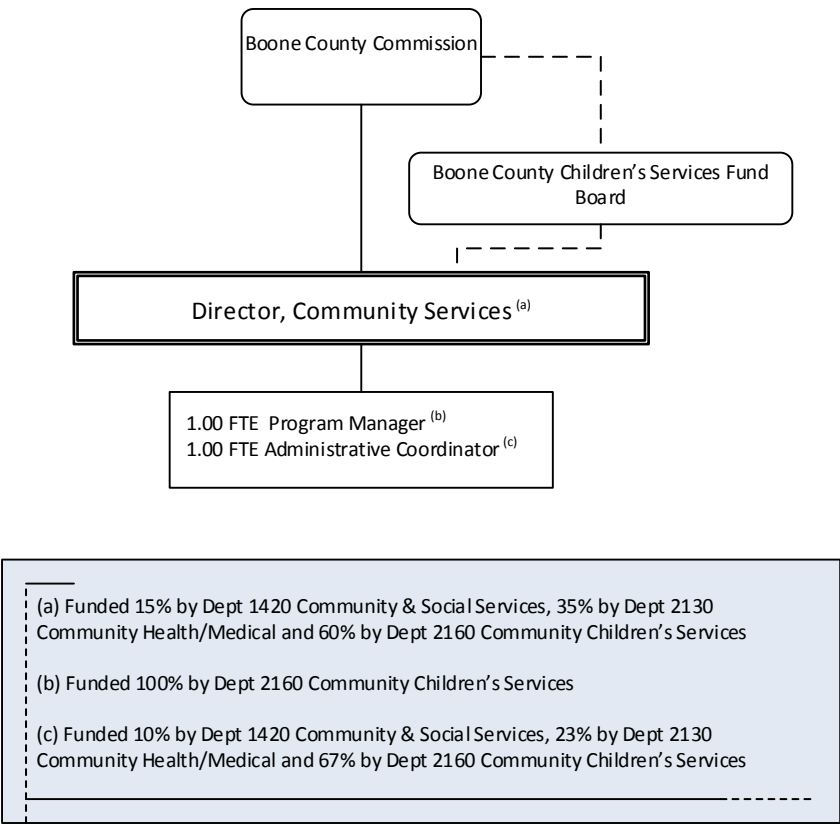 Boone County Commission
Boone County Children's Services Fund
Board
Director, Community Services (a)
1.00 FTE Program Manager (b)
1.00 FTE Administrative Coordinator (c)
(a) Funded 15% by Dept 1420 Community & Social Services, 35% by Dept 2130
Community Health/Medical and 60% by Dept 2160 Community Children's Services
(b) Funded 100% by Dept 2160 Community Children's Services
(c) Funded 10% by Dept 1420 Community & Social Services, 23% by Dept 2130
Community Health/Medical and 67% by Dept 2160 Community Children's Services